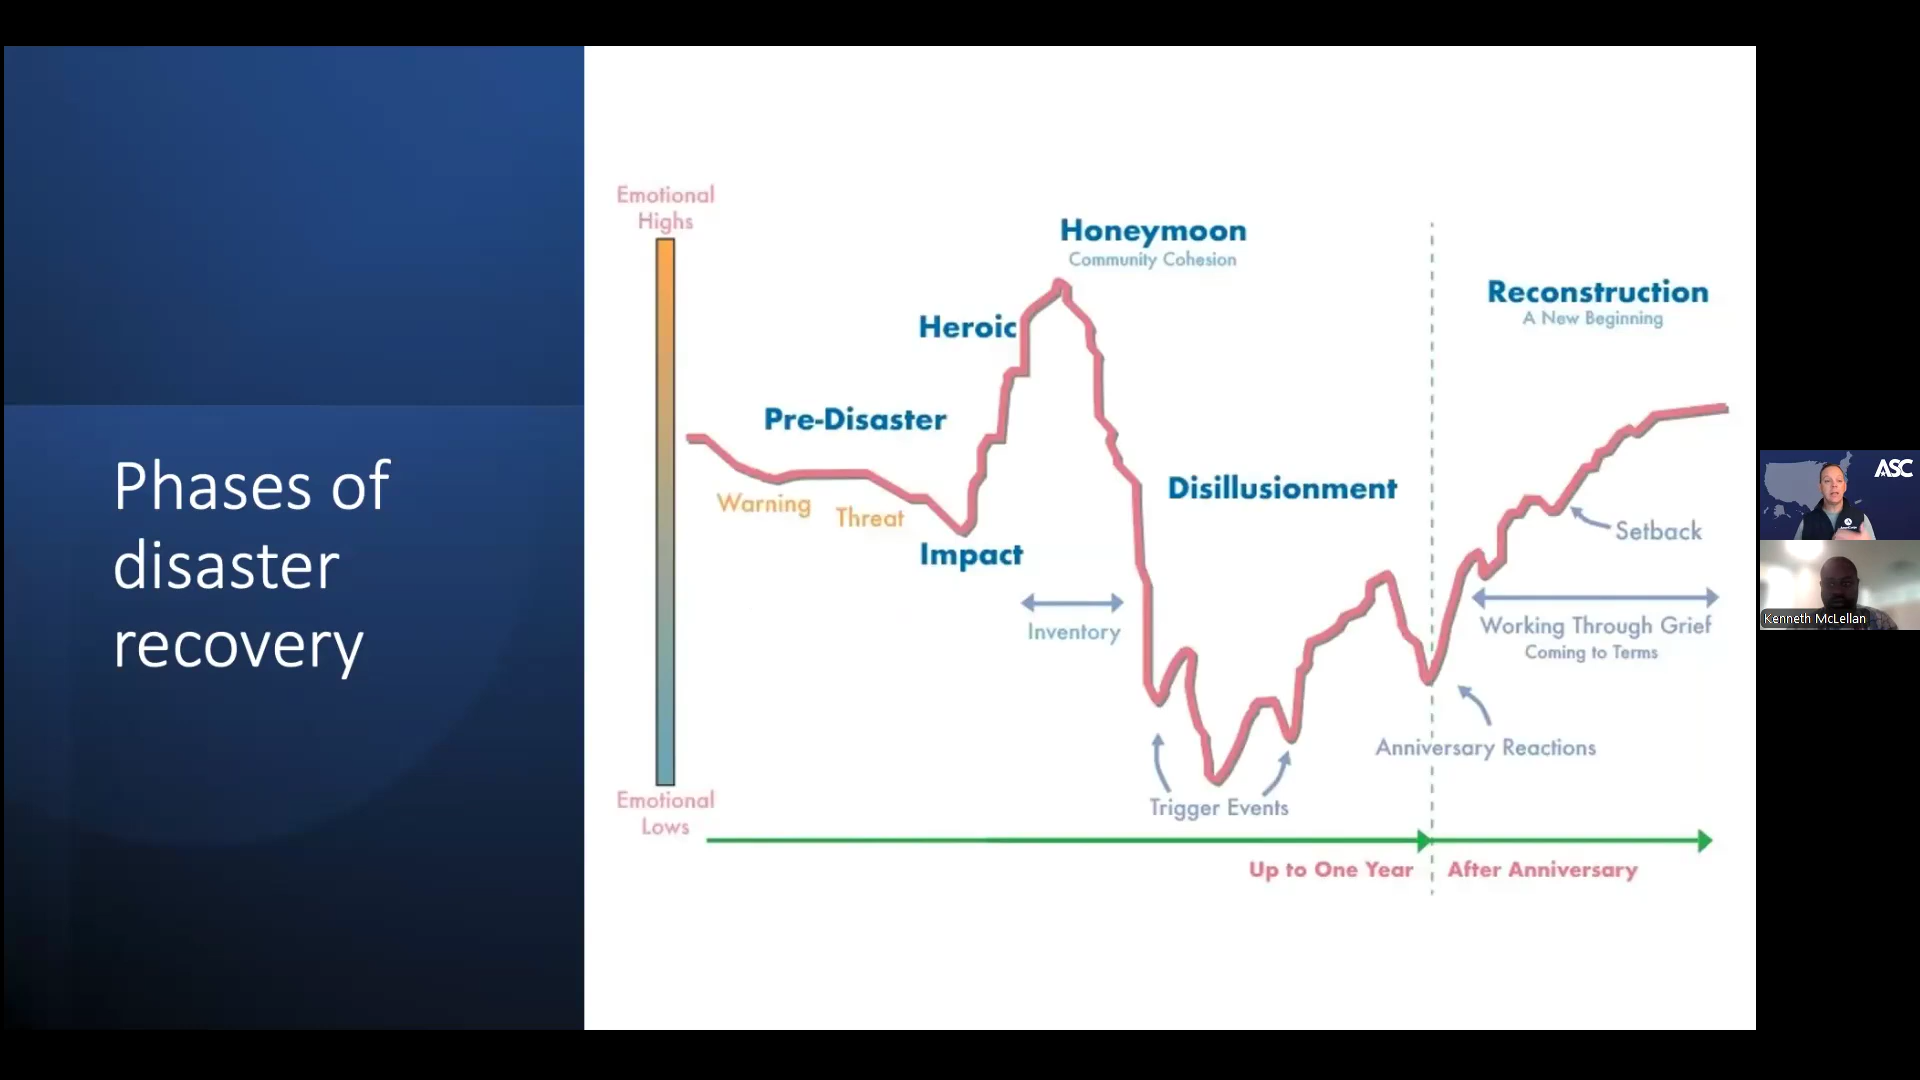 Phases of
disaster
recovery
Emotional
Highs
Honeymoon
Community Cohesion
Reconstruction
A New Beginning
Heroic
Pre-Disaster
Warning
Threat
Impact
Disillusionment
Setback
Inventory
Working Through Grief
Coming to Terms
Anniversary Reactions
Trigger Events
Emotional
Lows
Up to One Year
After Anniversary
ASC
Kenneth McLellan